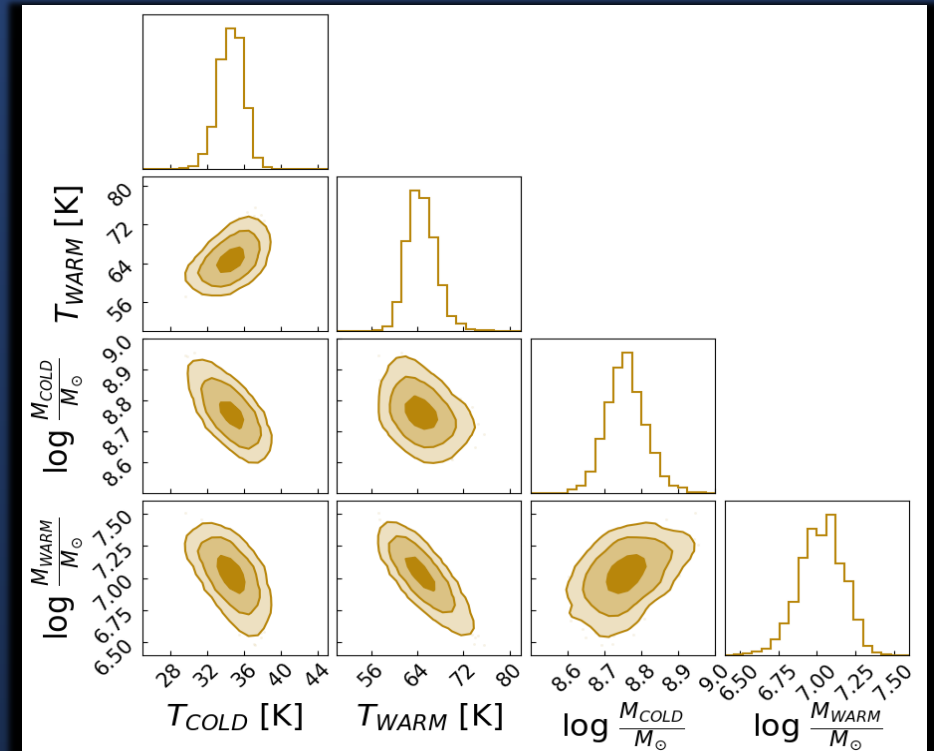 T_WARM [K]
80
72
64
56
log M_COLD/M_⊙
9.0
8.9
8.8
8.7
8.6
log M_WARM/M_⊙
7.50
7.25
7.00
6.75
6.50
28 32 36 40 44
56 64 72 80
8.6 8.7 8.8 8.9 9.0
6.50 6.75 7.00 7.25 7.50
T_COLD [K]
T_WARM [K]
log M_COLD/M_⊙
log M_WARM/M_⊙